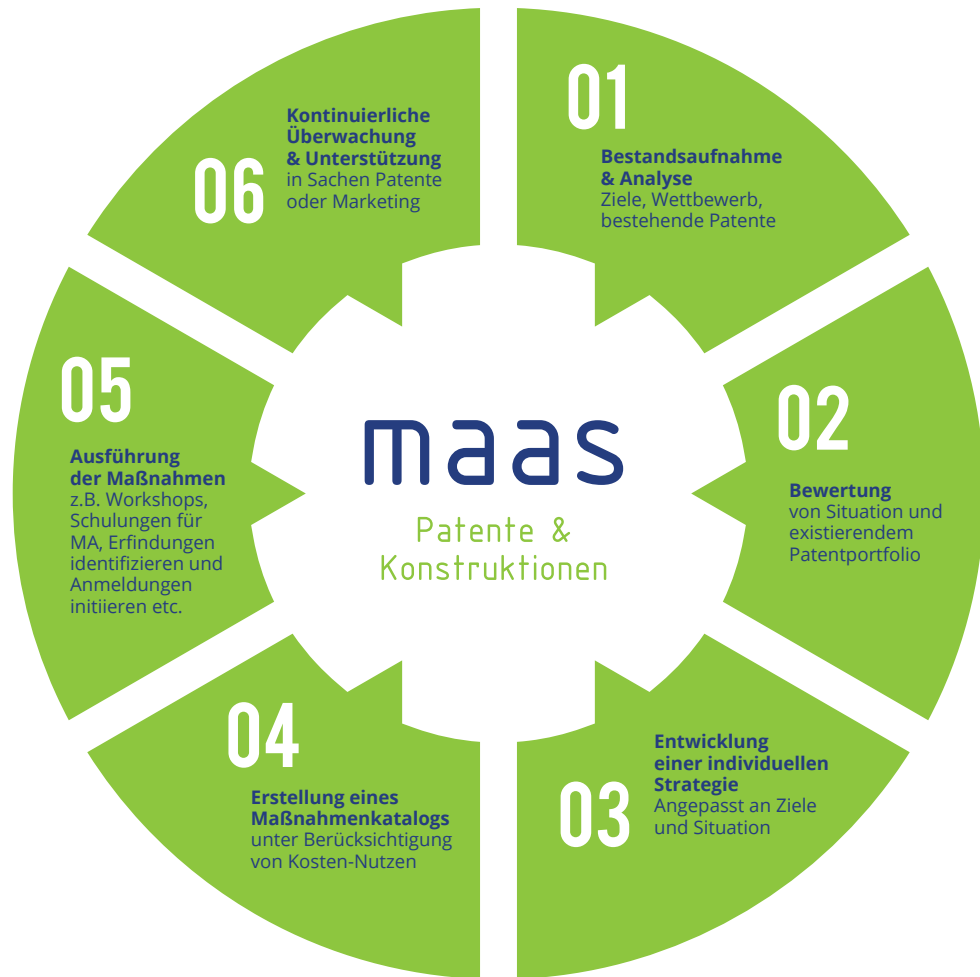 01
Bestandsaufnahme
& Analyse
Ziele, Wettbewerb,
bestehende Patente
02
Bewertung
von Situation und
existierendem
Patentportfolio
03
Entwicklung
einer individuellen
Strategie
Angepasst an Ziele
und Situation
04
Erstellung eines
Maßnahmenkatalogs
unter Berücksichtigung
von Kosten-Nutzen
05
Ausführung
der Maßnahmen
z.B. Workshops,
Schulungen für
MA, Erfindungen
identifizieren und
Anmeldungen
initiieren etc.
06
Kontinuierliche
Überwachung
& Unterstützung
in Sachen Patente
oder Marketing
maas
Patente &
Konstruktionen